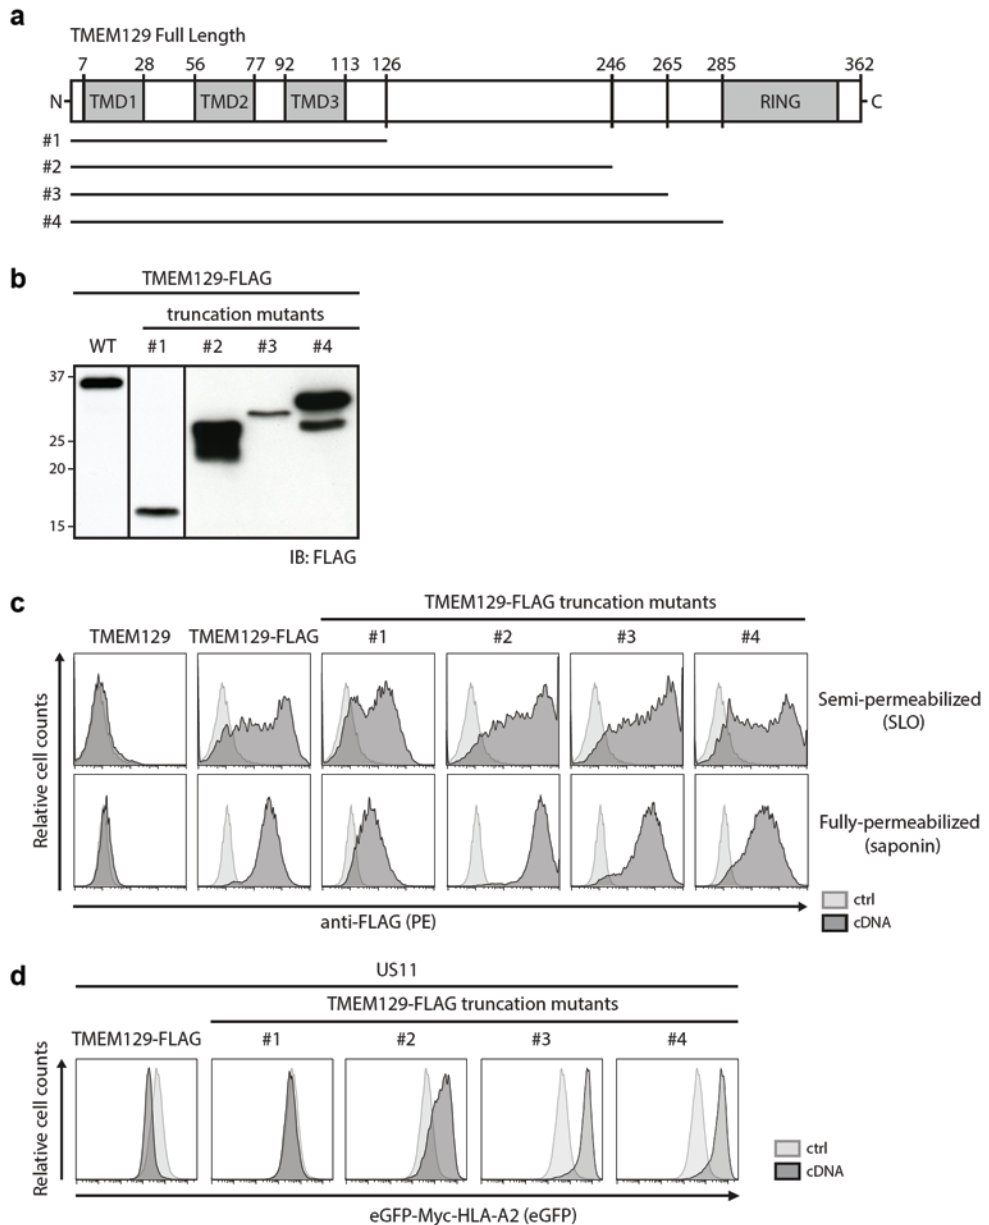 a
TMEM129 Full Length
7 28 56 77 92 113 126 246 265 285 362
N TMD1 TMD2 TMD3 RING C
#1
#2
#3
#4
b
TMEM129-FLAG
truncation mutants
WT #1 #2 #3 #4
37
25
20
15
IB: FLAG
c
TMEM129-FLAG truncation mutants
TMEM129 TMEM129-FLAG #1 #2 #3 #4
Relative cell counts
Semi-permeabilized
(SLO)
Fully-permeabilized
(saponin)
anti-FLAG (PE)
ctrl
cDNA
d
US11
TMEM129-FLAG truncation mutants
TMEM129-FLAG #1 #2 #3 #4
Relative cell counts
ctrl
cDNA
eGFP-Myc-HLA-A2 (eGFP)